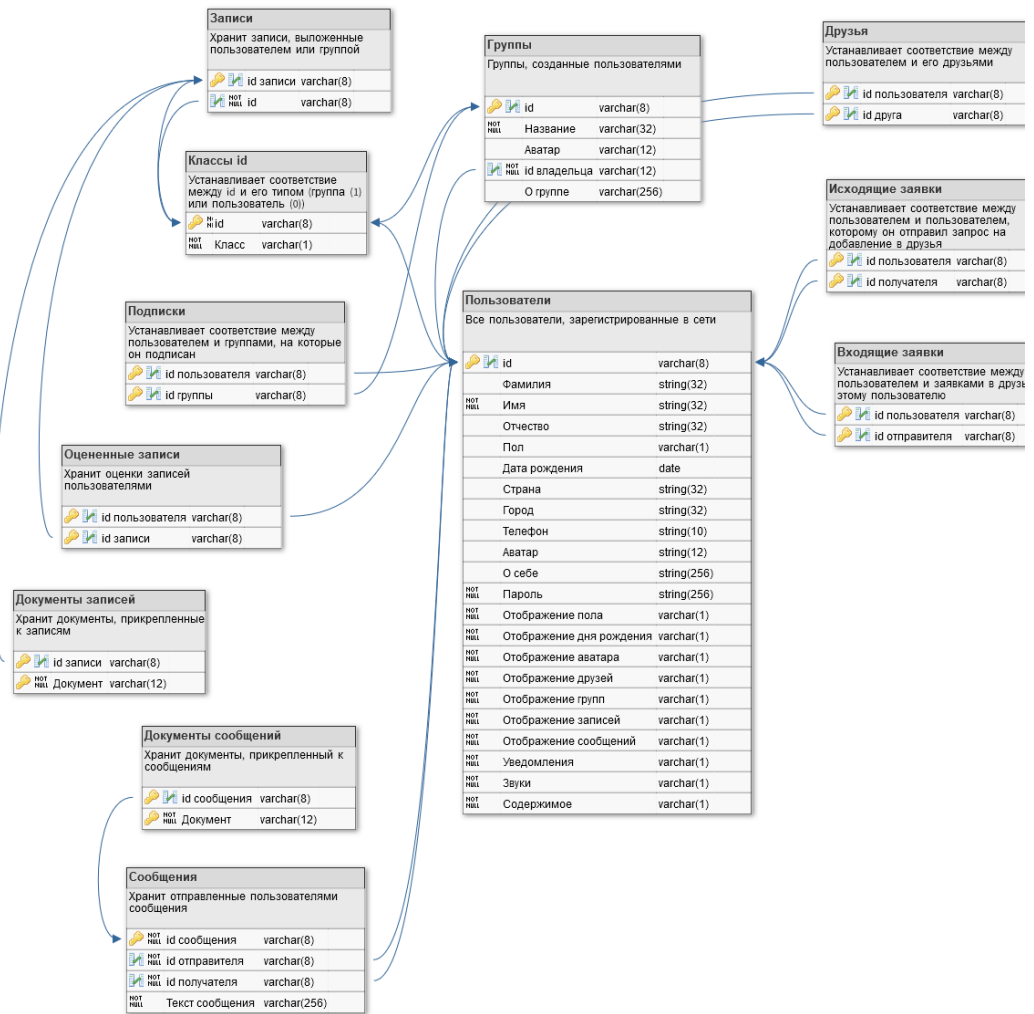 Записи
Хранит записи, выложенные
пользователем или группой
id записи varchar(8)
NOT NULL id varchar(8)
Классы id
Устанавливает соответствие
между id и его типом (группа (1)
или пользователь (0))
id varchar(8)
NOT NULL Класс varchar(1)
Группы
Группы, созданные пользователями
id varchar(8)
NOT NULL Название varchar(32)
Аватар varchar(12)
NOT NULL id владельца varchar(12)
О группе varchar(256)
Друзья
Устанавливает соответствие между
пользователем и его друзьями
id пользователя varchar(8)
id друга varchar(8)
Исходящие заявки
Устанавливает соответствие между
пользователем и пользователем,
которому он отправил запрос на
добавление в друзья
id пользователя varchar(8)
id получателя varchar(8)
Входящие заявки
Устанавливает соответствие между
пользователем и заявками в друзь
этому пользователю
id пользователя varchar(8)
id отправителя varchar(8)
Подписки
Устанавливает соответствие между
пользователем и группами, на которые
он подписан
id пользователя varchar(8)
id группы varchar(8)
Оцененные записи
Хранит оценки записей
пользователями
id пользователя varchar(8)
id записи varchar(8)
Документы записей
Хранит документы, прикрепленные
к записям
id записи varchar(8)
NOT NULL Документ varchar(12)
Документы сообщений
Хранит документы, прикрепленный к
сообщениям
id сообщения varchar(8)
NOT NULL Документ varchar(12)
Сообщения
Хранит отправленные пользователями
сообщения
NOT NULL id сообщения varchar(8)
NOT NULL id отправителя varchar(8)
NOT NULL id получателя varchar(8)
NOT NULL Текст сообщения varchar(256)
Пользователи
Все пользователи, зарегистрированные в сети
id varchar(8)
Фамилия string(32)
NOT NULL Имя string(32)
Отчество string(32)
Пол varchar(1)
Дата рождения date
Страна string(32)
Город string(32)
Телефон string(10)
Аватар string(12)
О себе string(256)
NOT NULL Пароль string(256)
NOT NULL Отображение пола varchar(1)
NOT NULL Отображение дня рождения varchar(1)
NOT NULL Отображение аватара varchar(1)
NOT NULL Отображение друзей varchar(1)
NOT NULL Отображение групп varchar(1)
NOT NULL Отображение записей varchar(1)
NOT NULL Отображение сообщений varchar(1)
NOT NULL Уведомления varchar(1)
NOT NULL Звуки varchar(1)
NOT NULL Содержимое varchar(1)